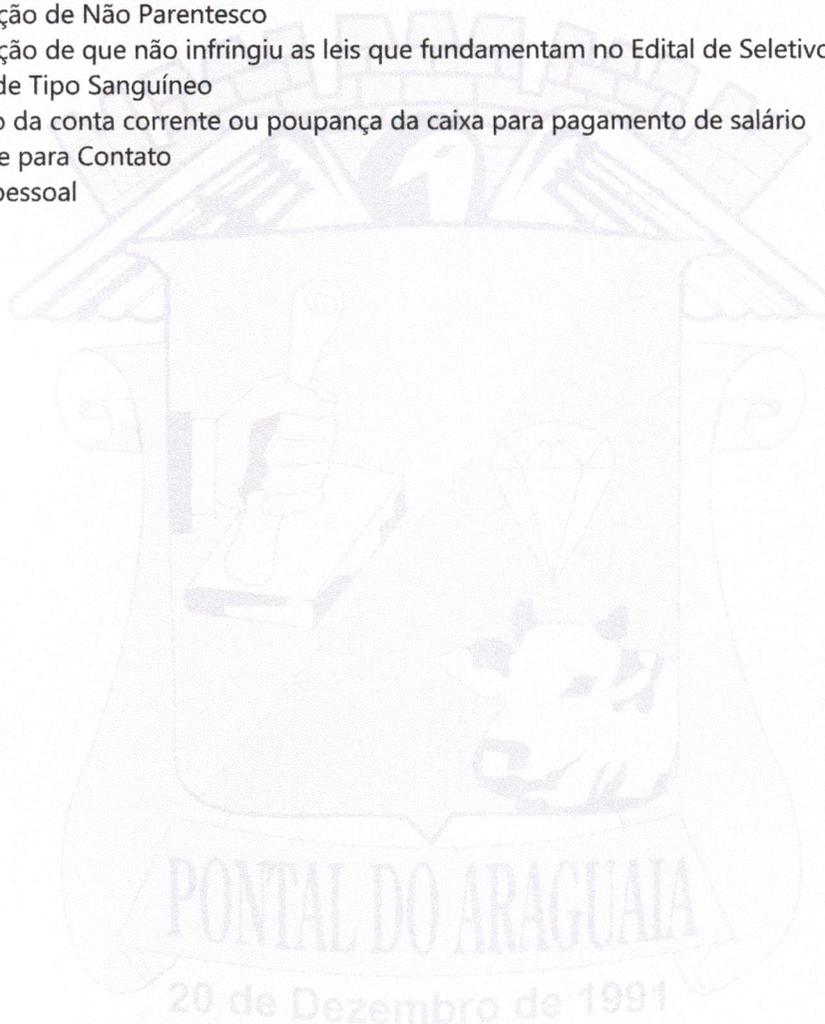 ção de Não Parentesco
ção de que não infringiu as leis que fundamentam no Edital de Seletivo
de Tipo Sanguíneo
o da conta corrente ou poupança da caixa para pagamento de salário
e para Contato
pessoal
PONTAL DO ARAGUAIA
20 de Dezembro de 1991